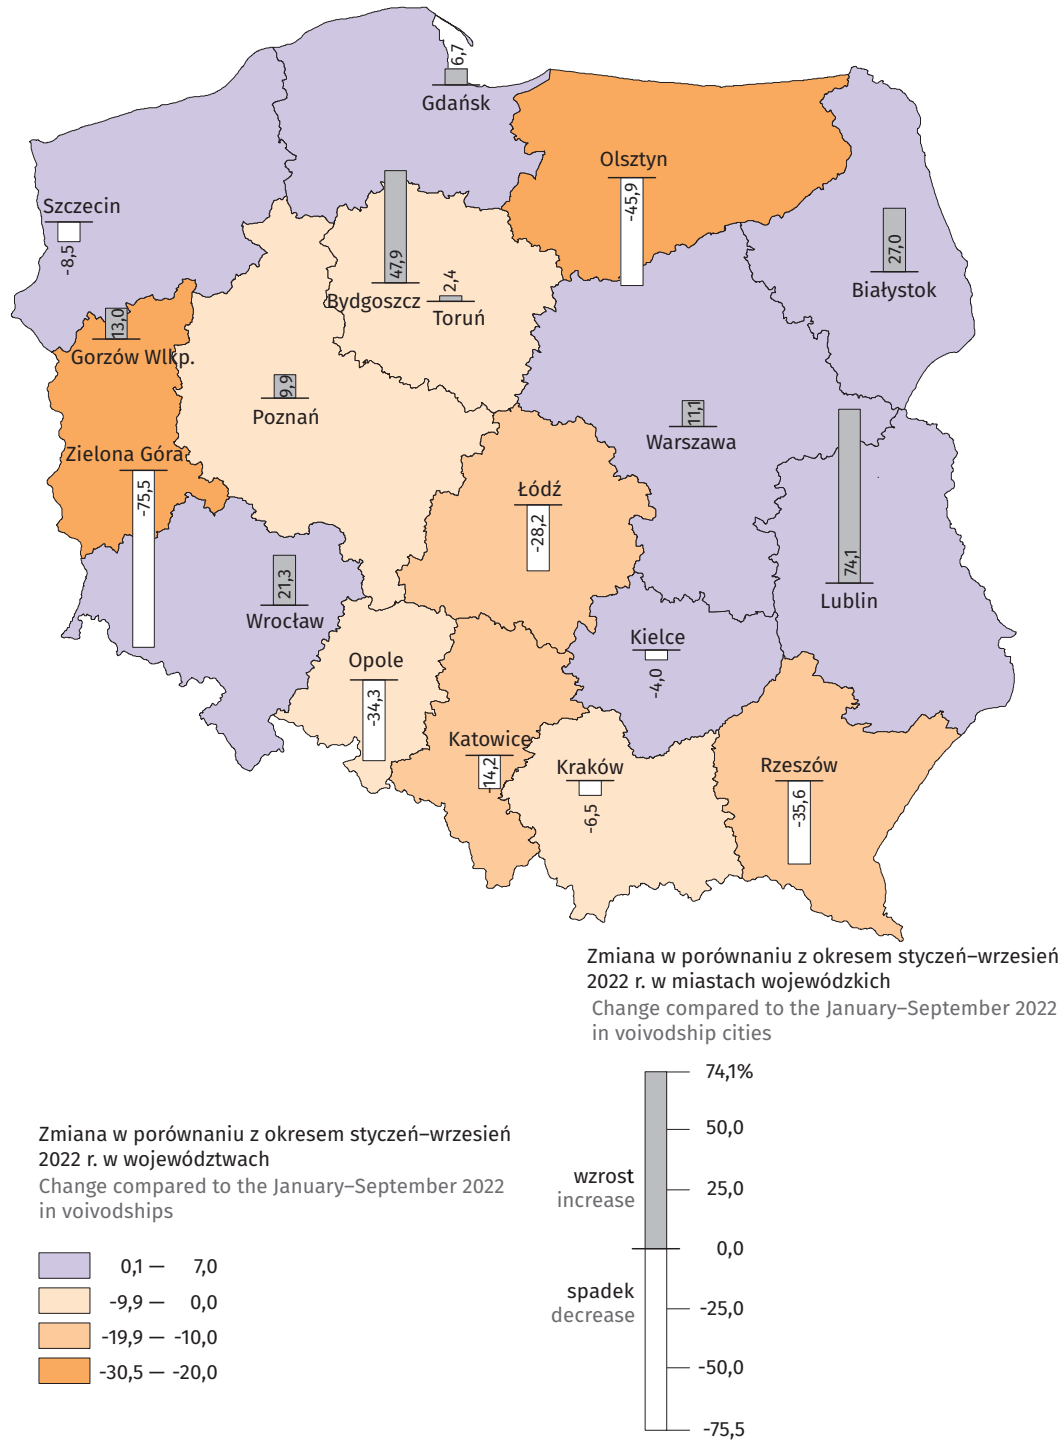 6,7
Gdańsk
Olsztyn
-45,9
Szczecin
-8,5
47,9
Bydgoszcz
2,4
Toruń
27,0
Białystok
13,0
Gorzów Wlkp.
9,9
Poznań
11,1
Warszawa
Zielona Góra
-75,5
Łódź
-28,2
74,1
Lublin
21,3
Wrocław
Kielce
-4,0
Opole
-34,3
Katowice
-14,2
Kraków
-6,5
Rzeszów
-35,6
Zmiana w porównaniu z okresem styczeń–wrzesień
2022 r. w miastach wojewódzkich
Change compared to the January–September 2022
in voivodship cities
74,1%
50,0
25,0
0,0
-25,0
-50,0
-75,5
wzrost
increase
spadek
decrease
Zmiana w porównaniu z okresem styczeń–wrzesień
2022 r. w województwach
Change compared to the January–September 2022
in voivodships
0,1 — 7,0
-9,9 — 0,0
-19,9 — -10,0
-30,5 — -20,0